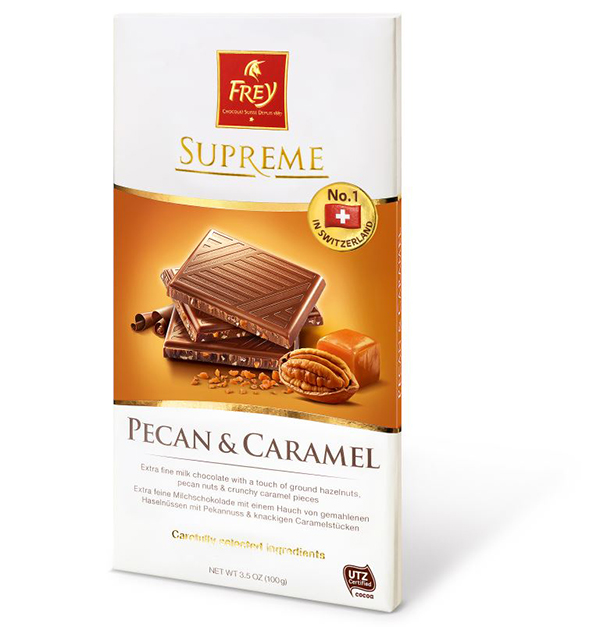 FREY
CHOCOLAT SUISSE DEPUIS 1887
SUPREME
No.1
IN SWITZERLAND
PECAN & CARAMEL
Extra fine milk chocolate with a touch of ground hazelnuts,
pecan nuts & crunchy caramel pieces
Extra feine Milchschokolade mit einem Hauch von gemahlenen
Haselnüssen mit Pekannuss & knackigen Caramelstücken
Carefully selected ingredients
NET WT 3.5 OZ (100g)
UTZ
Certified
cocoa